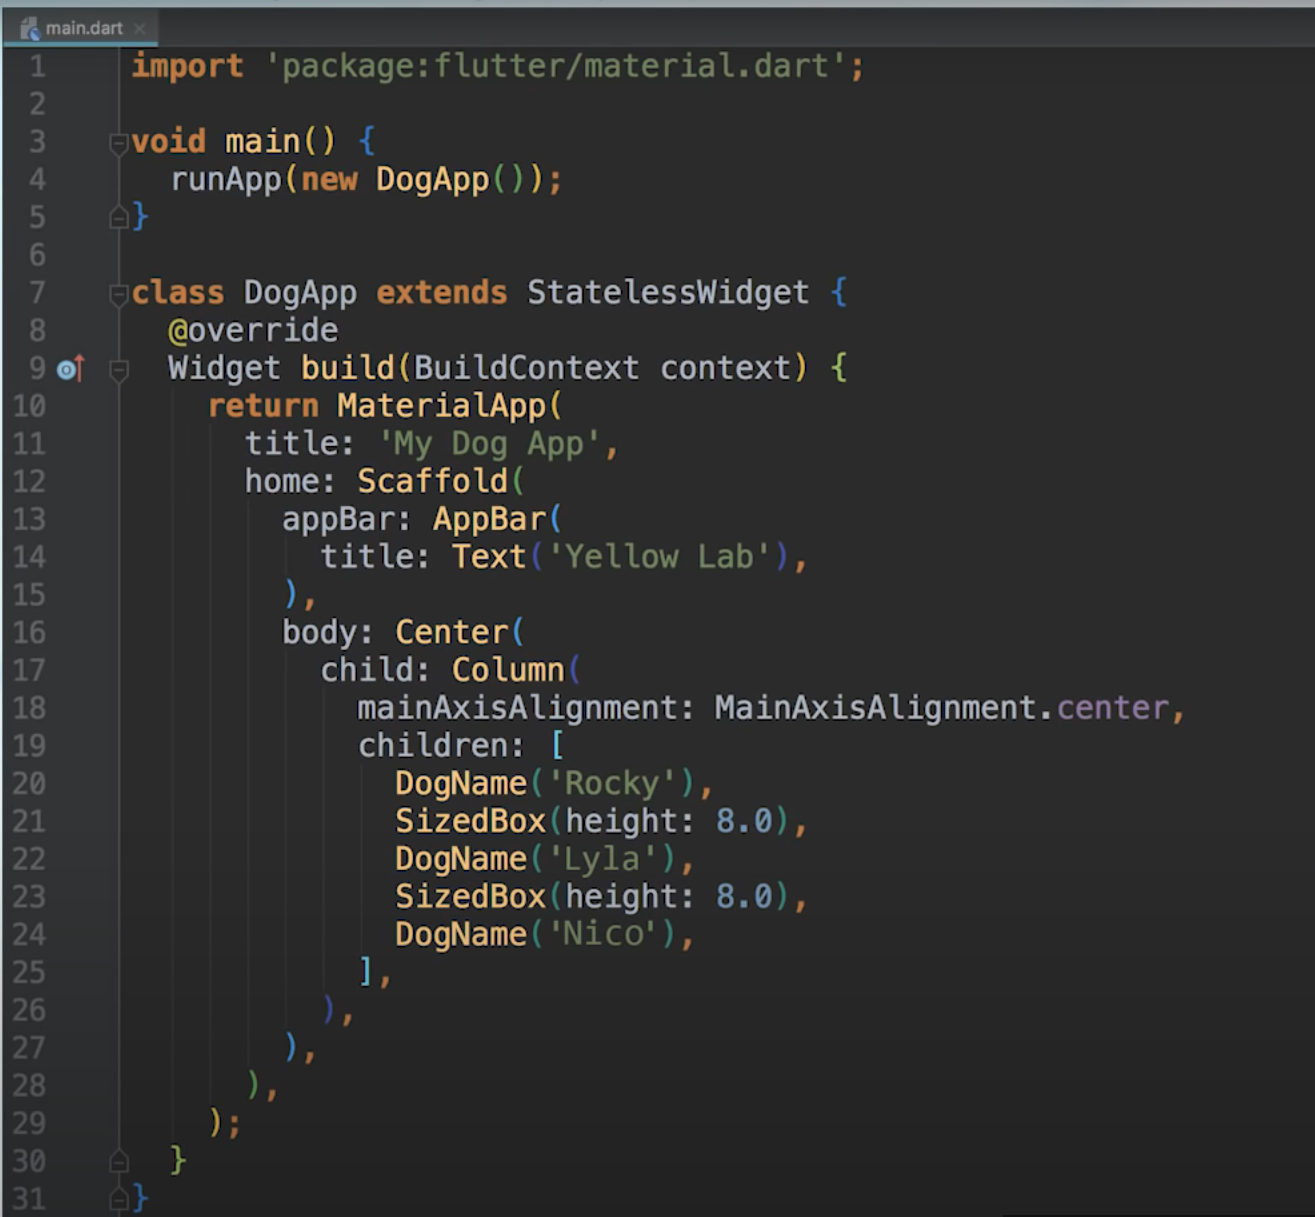 main.dart
1 import 'package:flutter/material.dart';
2
3 void main() {
4   runApp(new DogApp());
5 }
6
7 class DogApp extends StatelessWidget {
8   @override
9   Widget build(BuildContext context) {
10     return MaterialApp(
11       title: 'My Dog App',
12       home: Scaffold(
13         appBar: AppBar(
14           title: Text('Yellow Lab'),
15         ),
16         body: Center(
17           child: Column(
18             mainAxisAlignment: MainAxisAlignment.center,
19             children: [
20               DogName('Rocky'),
21               SizedBox(height: 8.0),
22               DogName('Lyla'),
23               SizedBox(height: 8.0),
24               DogName('Nico'),
25             ],
26           ),
27         ),
28       ),
29     );
30   }
31 }